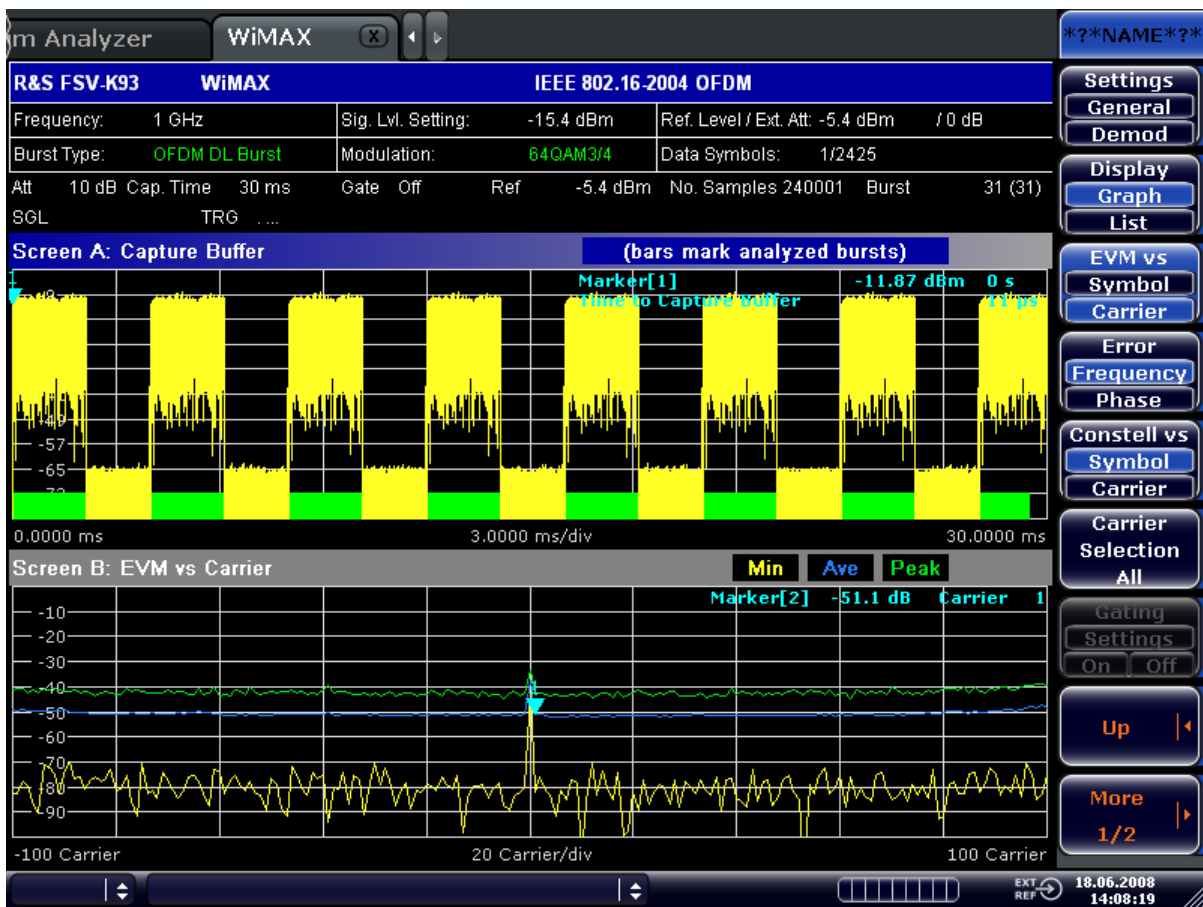 m Analyzer WiMAX X
*?*NAME*?*
R&S FSV-K93 WiMAX IEEE 802.16-2004 OFDM
Frequency: 1 GHz Sig. Lvl. Setting: -15.4 dBm Ref. Level / Ext. Att: -5.4 dBm / 0 dB
Burst Type: OFDM DL Burst Modulation: 64QAM3/4 Data Symbols: 1/2425
Att 10 dB Cap. Time 30 ms Gate Off Ref -5.4 dBm No. Samples 240001 Burst 31 (31)
SGL TRG . ...
Screen A: Capture Buffer (bars mark analyzed bursts)
Marker[1] -11.87 dBm 0 s
Time to Capture Buffer 11 ps
-57
-65
0.0000 ms 3.0000 ms/div 30.0000 ms
Screen B: EVM vs Carrier Min Ave Peak
Marker[2] -51.1 dB Carrier 1
1
-10
-20
-30
-40
-50
-60
-70
-80
-90
-100 Carrier 20 Carrier/div 100 Carrier
Settings
General
Demod
Display
Graph
List
EVM vs
Symbol
Carrier
Error
Frequency
Phase
Constell vs
Symbol
Carrier
Carrier
Selection
All
Gating
Settings
On Off
Up
More
1/2
EXT
REF
18.06.2008
14:08:19